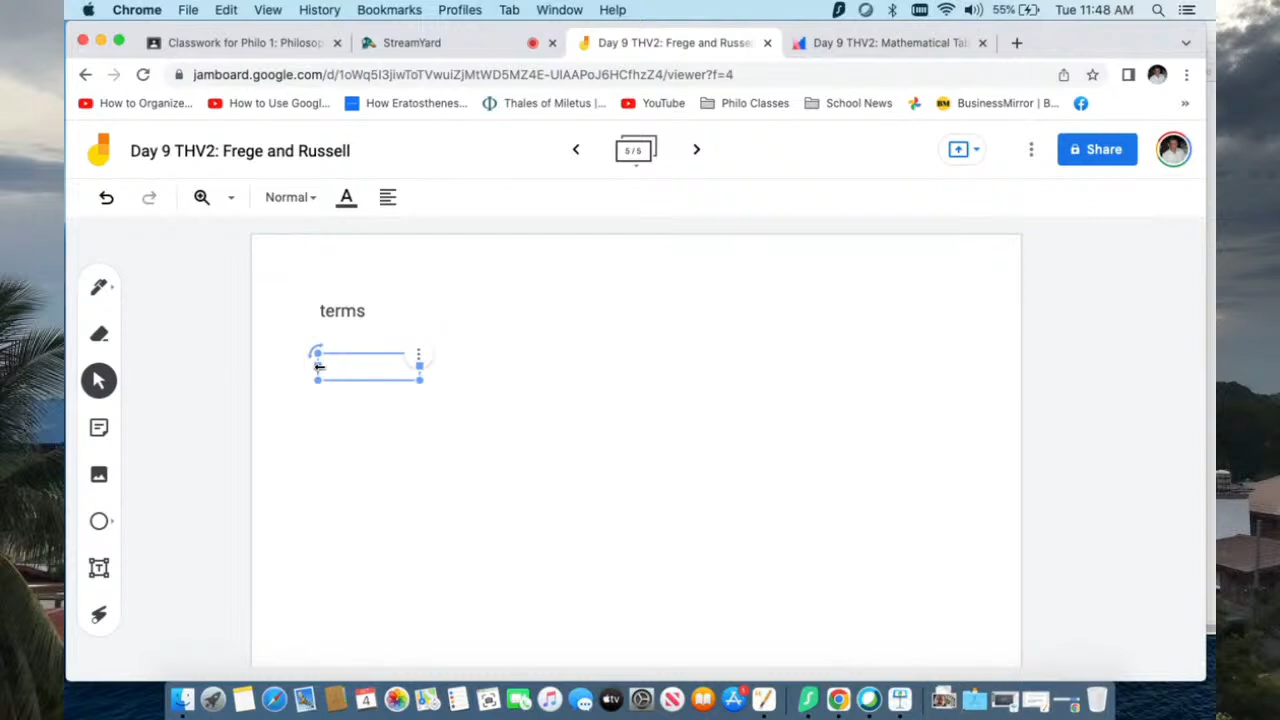 Chrome File Edit View History Bookmarks Profiles Tab Window Help 55% Tue 11:48 AM
Classwork for Philo 1: Philosop StreamYard Day 9 THV2: Frege and Russe Day 9 THV2: Mathematical Tal
jamboard.google.com/d/1oWq5I3jiwToTVwuiZjMtWD5MZ4E-UIAAPoJ6HCfhzZ4/viewer?f=4
How to Organize... How to Use Googl... How Eratosthenes... Thales of Miletus |... YouTube Philo Classes School News BM BusinessMirror | B...
Day 9 THV2: Frege and Russell 5 / 5 Share
Normal A
terms